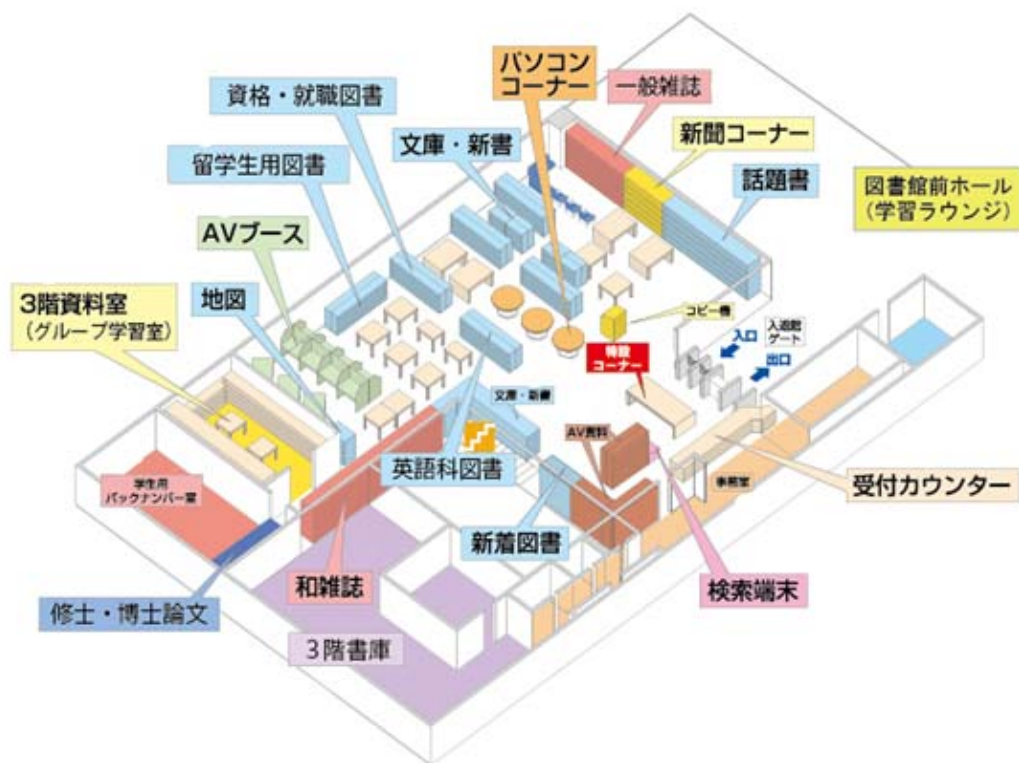 パソコン
コーナー
一般雑誌
資格・就職図書
文庫・新書
新聞コーナー
留学生用図書
話題書
図書館前ホール
(学習ラウンジ)
AVブース
3階資料室
(グループ学習室)
地図
コピー機
入口
入退館
ゲート
出口
特設
コーナー
文庫・新書
AV資料
英語科図書
学生用
バックナンバー室
事務室
受付カウンター
新着図書
和雑誌
検索端末
修士・博士論文
3階書庫